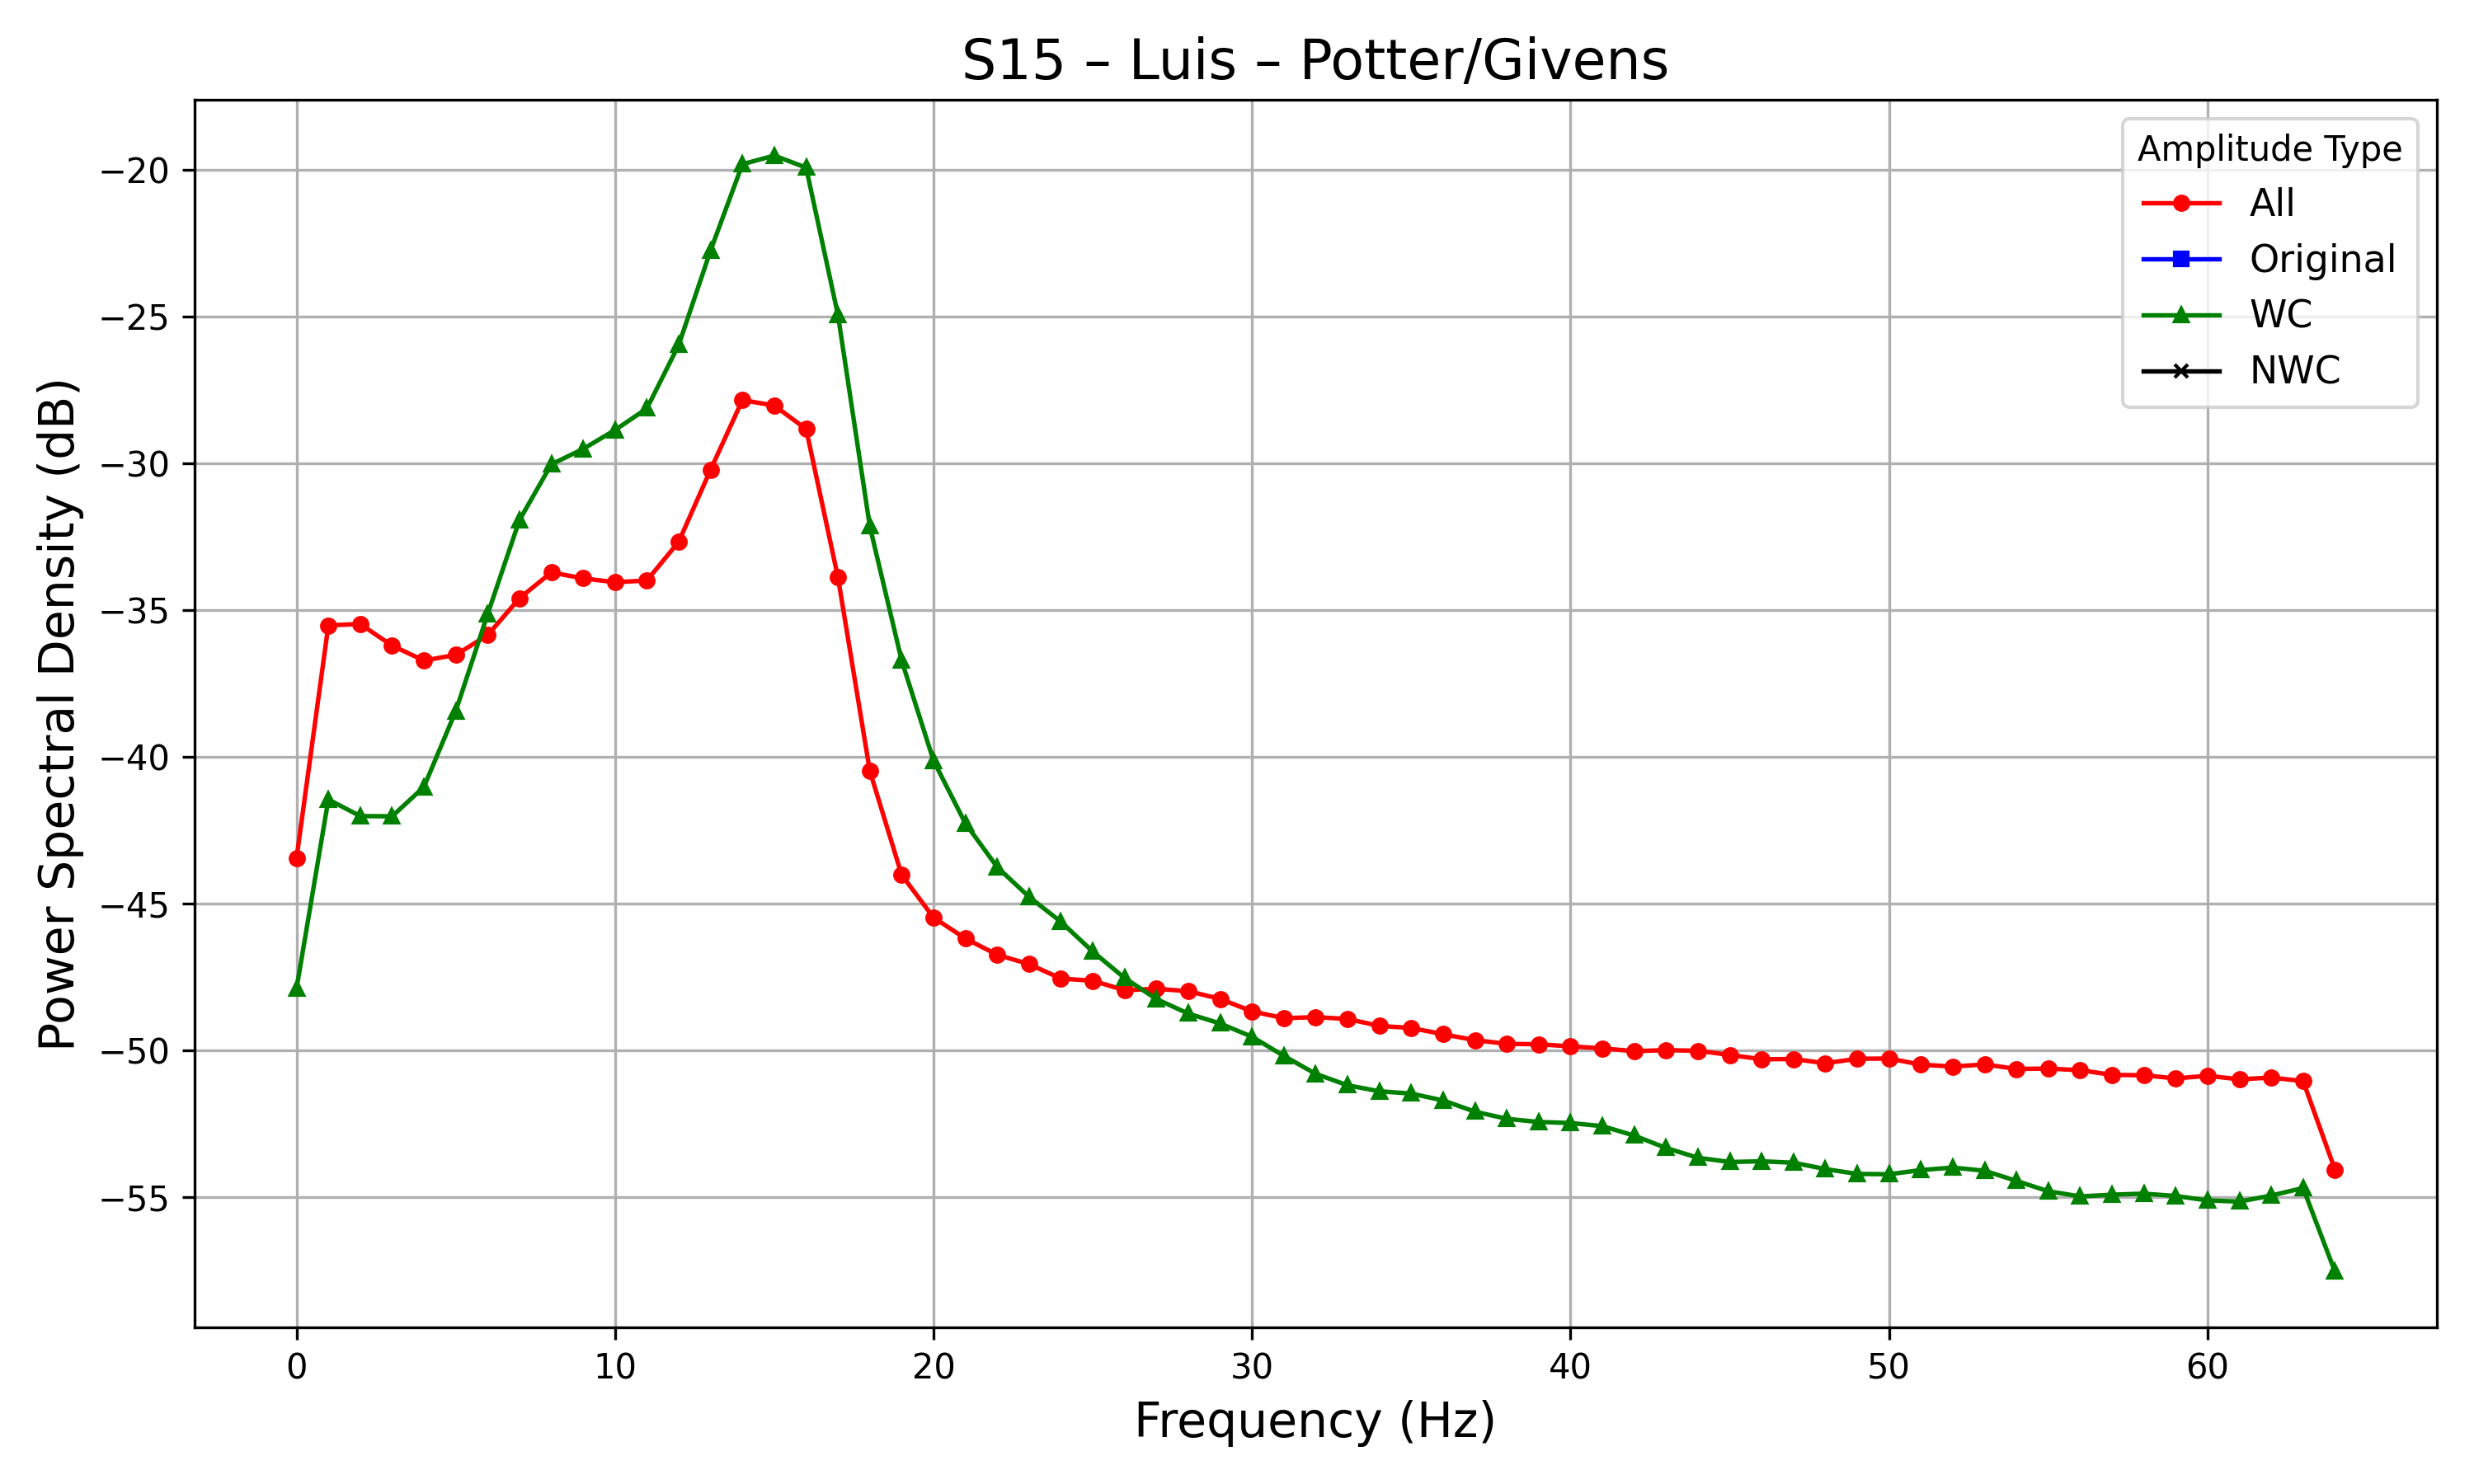 S15 – Luis – Potter/Givens
Amplitude Type
All
Original
WC
NWC
Power Spectral Density (dB)
−20
−25
−30
−35
−40
−45
−50
−55
0 10 20 30 40 50 60
Frequency (Hz)